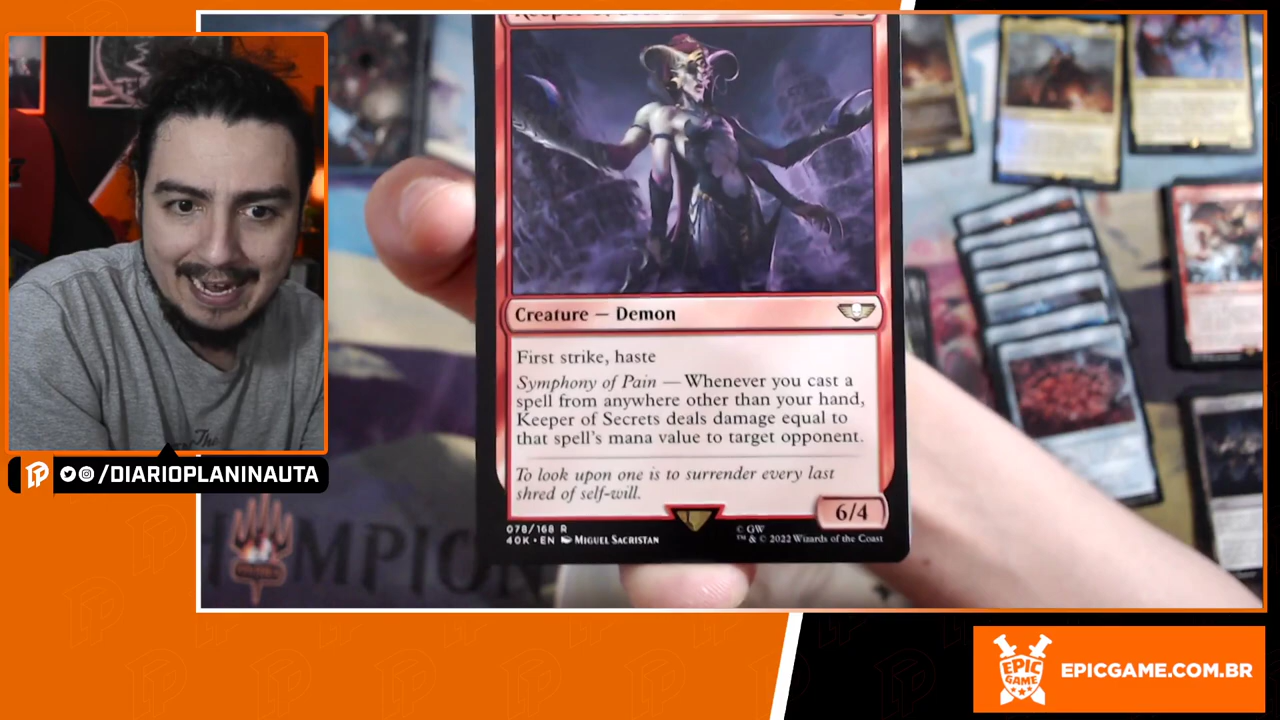 Creature — Demon
First strike, haste
Symphony of Pain — Whenever you cast a
spell from anywhere other than your hand,
Keeper of Secrets deals damage equal to
that spell's mana value to target opponent.
To look upon one is to surrender every last
shred of self-will.
6/4
078/168 R
40K • EN MIGUEL SACRISTAN
© GW
™ & © 2022 Wizards of the Coast
/DIARIOPLANINAUTA
The
HAMPION
EPIC
GAME
EPICGAME.COM.BR